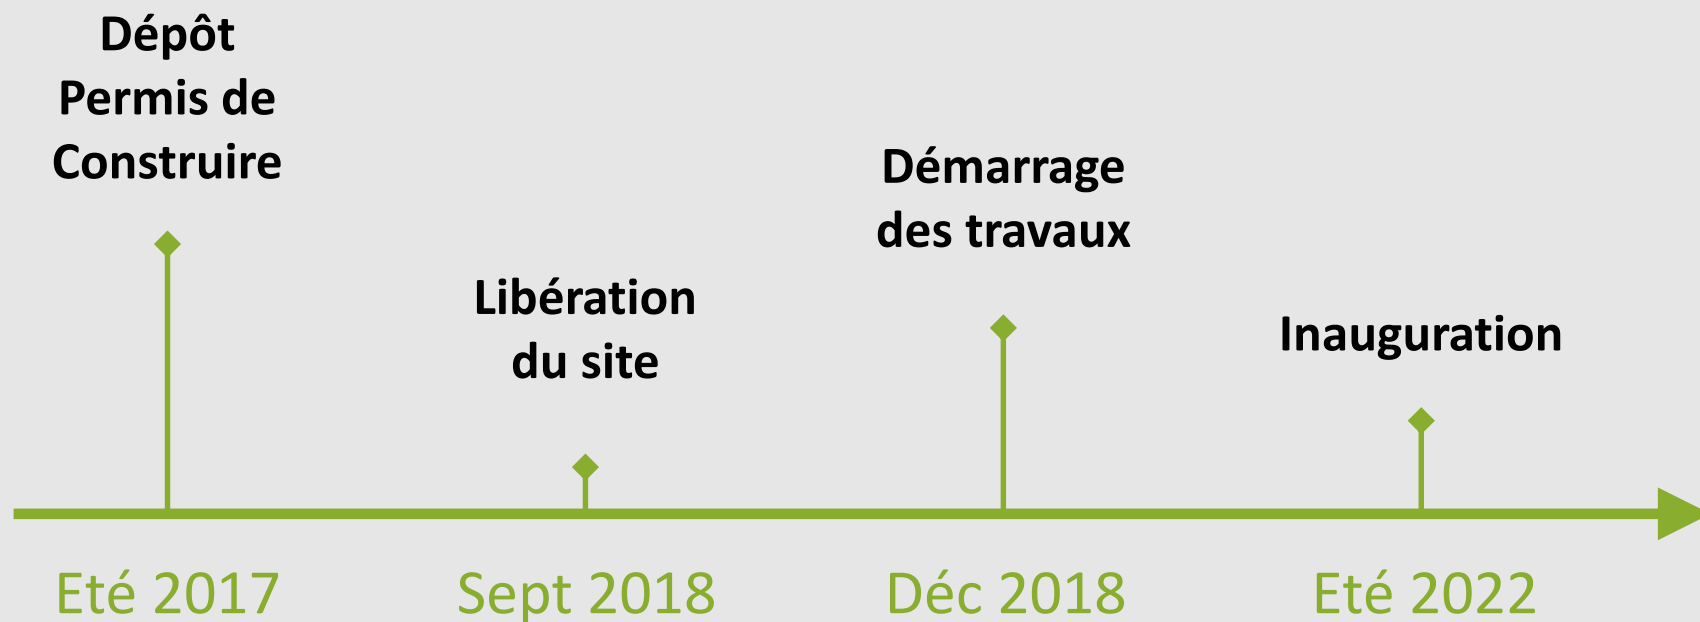 Dépôt
Permis de
Construire
Libération
du site
Démarrage
des travaux
Inauguration
Eté 2017
Sept 2018
Déc 2018
Eté 2022